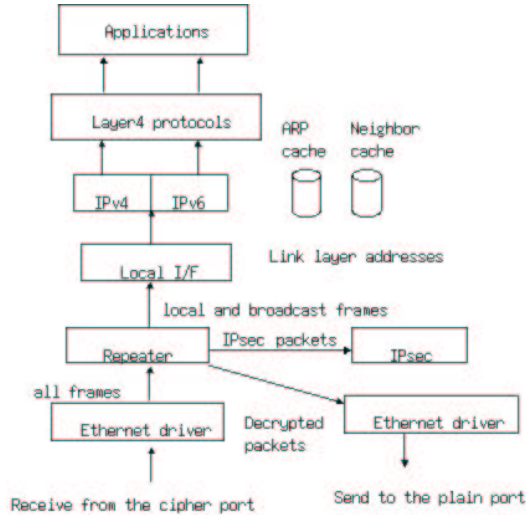 Applications
Layer4 protocols
ARP
cache
Neighbor
cache
IPv4
IPv6
Link layer addresses
Local I/F
local and broadcast frames
IPsec packets
Repeater
IPsec
all frames
Ethernet driver
Decrypted
packets
Ethernet driver
Receive from the cipher port
Send to the plain port